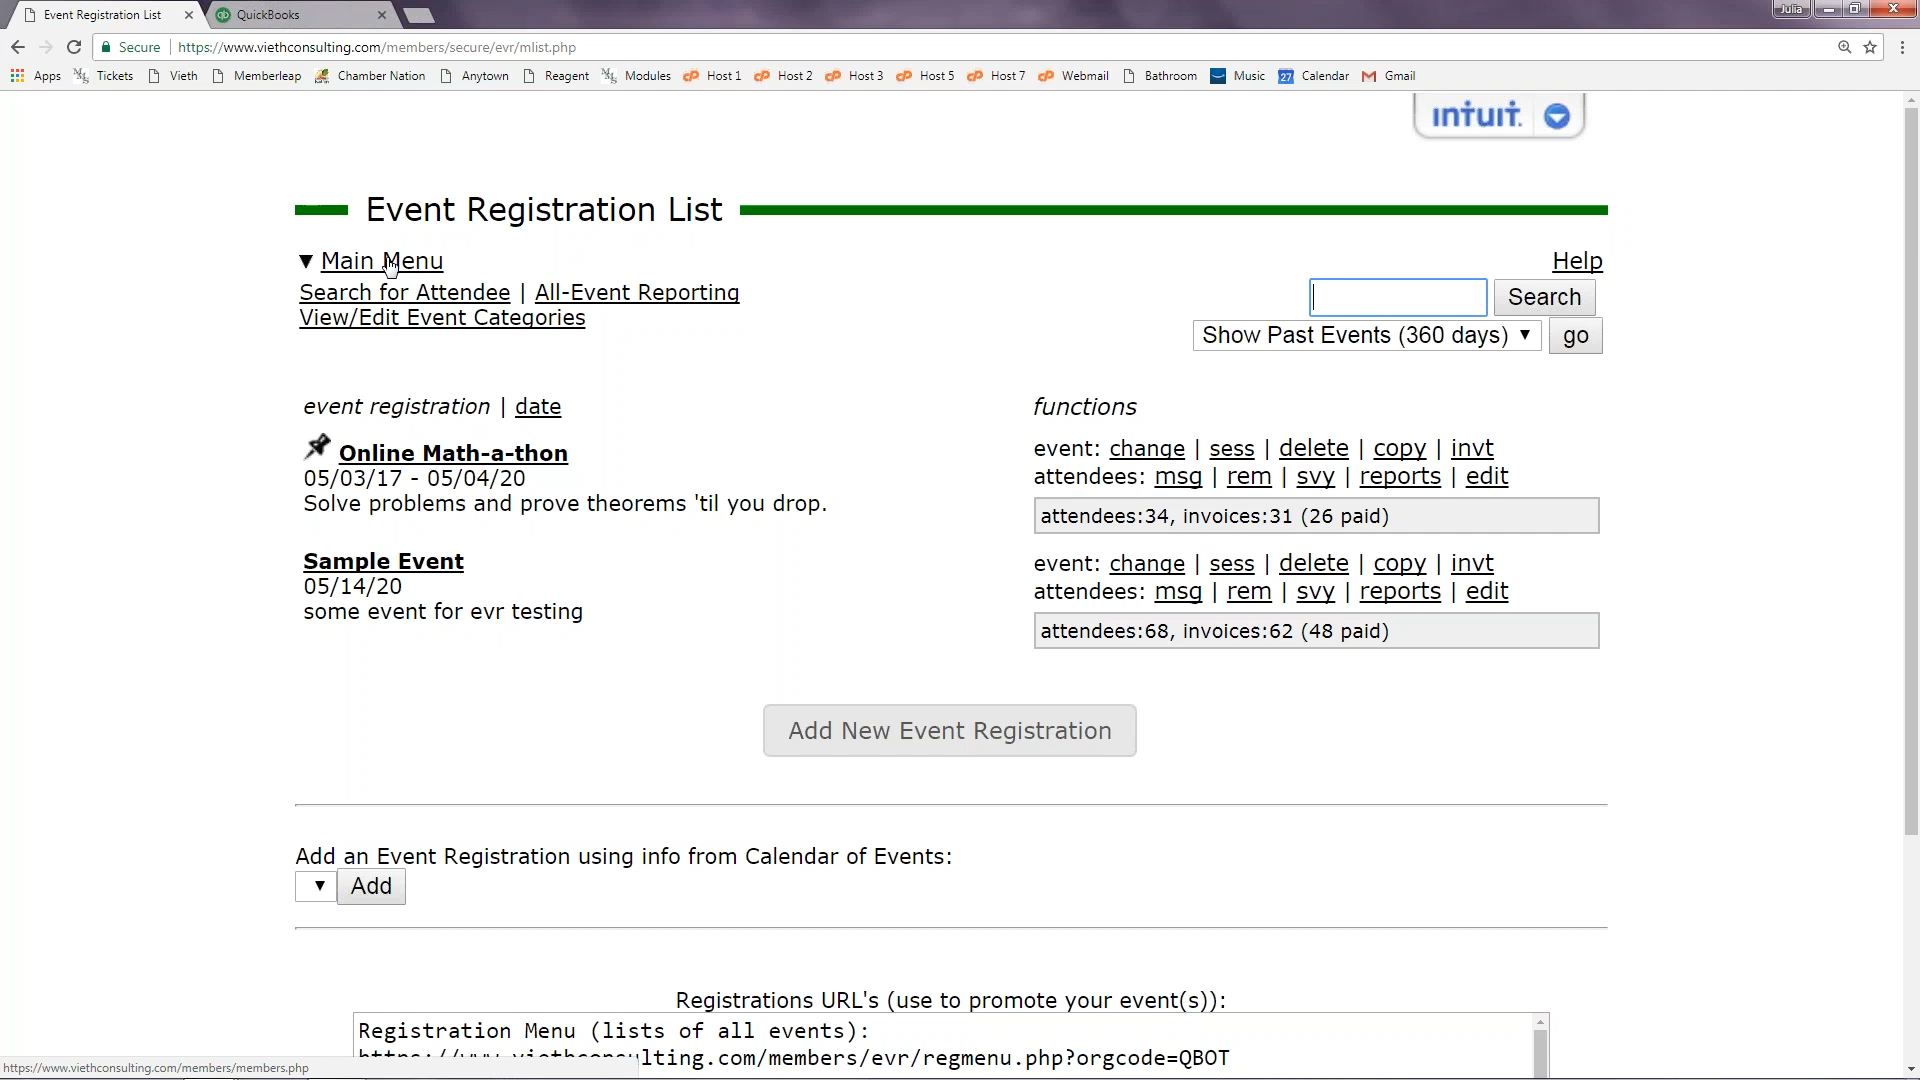 Event Registration List
QuickBooks
Julia
Secure | https://www.viethconsulting.com/members/secure/evr/mlist.php
Apps Tickets Vieth Memberleap Chamber Nation Anytown Reagent Modules Host 1 Host 2 Host 3 Host 5 Host 7 Webmail Bathroom Music 27 Calendar Gmail
intuit.
Event Registration List
▼ Main Menu
Help
Search for Attendee | All-Event Reporting
Search
View/Edit Event Categories
Show Past Events (360 days) ▼ go
event registration | date
functions
Online Math-a-thon
event: change | sess | delete | copy | invt
05/03/17 - 05/04/20
attendees: msg | rem | svy | reports | edit
Solve problems and prove theorems 'til you drop.
attendees:34, invoices:31 (26 paid)
Sample Event
event: change | sess | delete | copy | invt
05/14/20
attendees: msg | rem | svy | reports | edit
some event for evr testing
attendees:68, invoices:62 (48 paid)
Add New Event Registration
Add an Event Registration using info from Calendar of Events:
▼ Add
Registrations URL's (use to promote your event(s)):
Registration Menu (lists of all events):
https://www.viethconsulting.com/members/evr/regmenu.php?orgcode=QBOT
https://www.viethconsulting.com/members/members.php